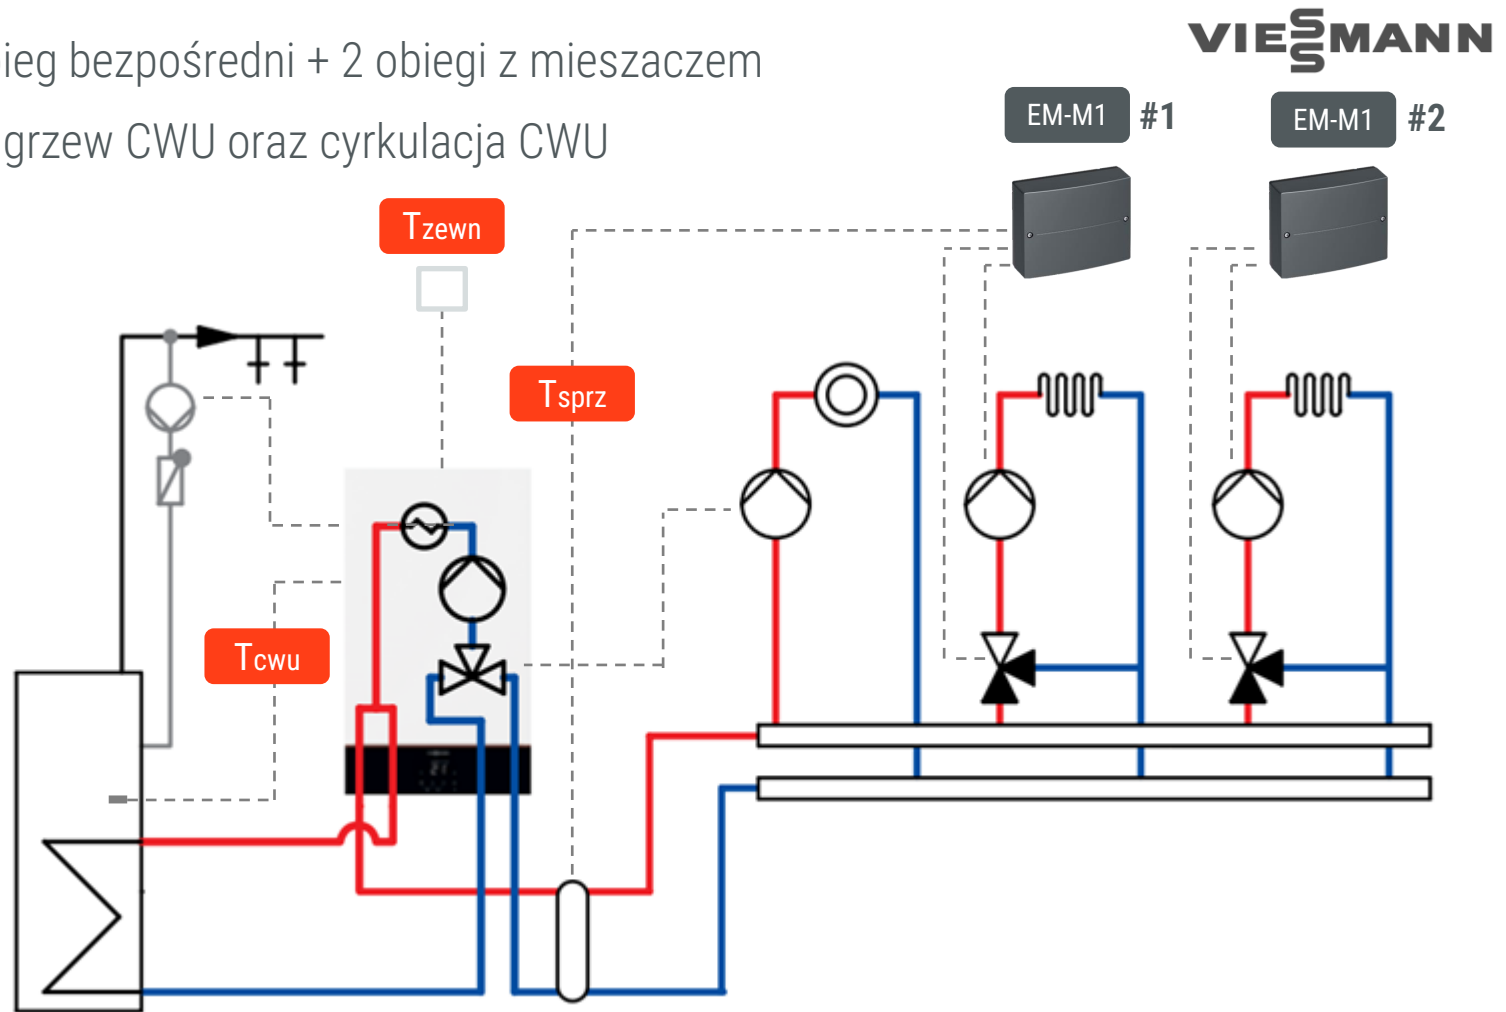 VIESSMANN
ieg bezpośredni + 2 obiegi z mieszaczem
grzew CWU oraz cyrkulacja CWU
EM-M1 #1
EM-M1 #2
Tzewn
Tsprz
Tcwu